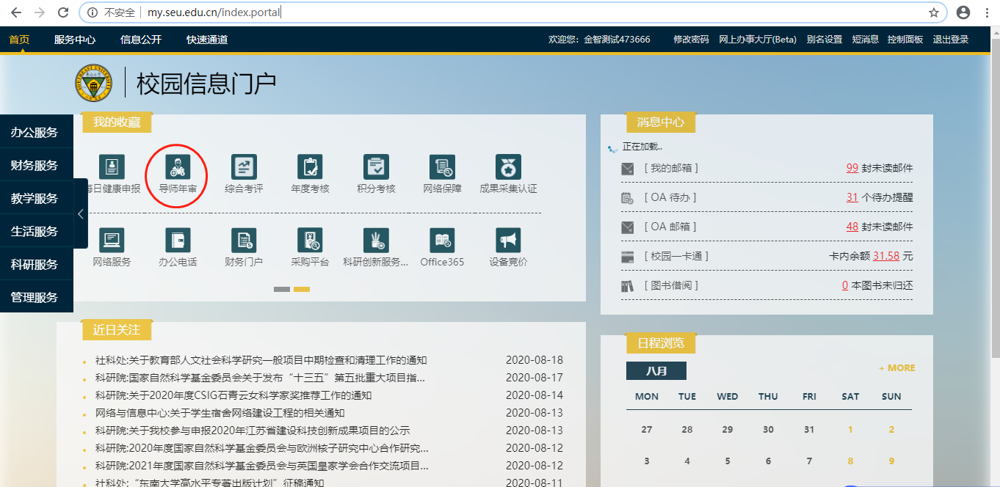 不安全 my.seu.edu.cn/index.portal
首页 服务中心 信息公开 快速通道 欢迎您: 金智测试473666 修改密码 网上办事大厅(Beta) 别名设置 短消息 控制面板 退出登录
校园信息门户
办公服务
财务服务
教学服务
生活服务
科研服务
管理服务
我的收藏
每日健康申报 导师年审 综合考评 年度考核 积分考核 网络保障 成果采集认证
网络服务 办公电话 财务门户 采购平台 科研创新服务... Office365 设备竞价
消息中心
正在加载..
[ 我的邮箱 ] 99 封未读邮件
[ OA 待办 ] 31 个待办提醒
[ OA 邮箱 ] 48 封未读邮件
[ 校园一卡通 ] 卡内余额 31.58 元
[ 图书借阅 ] 0 本图书未归还
近日关注
社科处:关于教育部人文社会科学研究一般项目中期检查和清理工作的通知 2020-08-18
科研院:国家自然科学基金委员会关于发布“十三五”第五批重大项目指... 2020-08-17
科研院:关于2020年度CSIG石青云女科学家奖推荐工作的通知 2020-08-14
网络与信息中心:关于学生宿舍网络建设工程的相关通知 2020-08-13
科研院:关于我校参与申报2020年江苏省建设科技创新成果项目的公示 2020-08-13
科研院:2020年度国家自然科学基金委员会与欧洲核子研究中心合作研究... 2020-08-12
科研院:2021年度国家自然科学基金委员会与英国皇家学会合作交流项目... 2020-08-12
社科处:“东南大学高水平专著出版计划”征稿通知 2020-08-11
日程浏览
八月 + MORE
MON TUE WED THU FRI SAT SUN
27 28 29 30 31 1 2
3 4 5 6 7 8 9